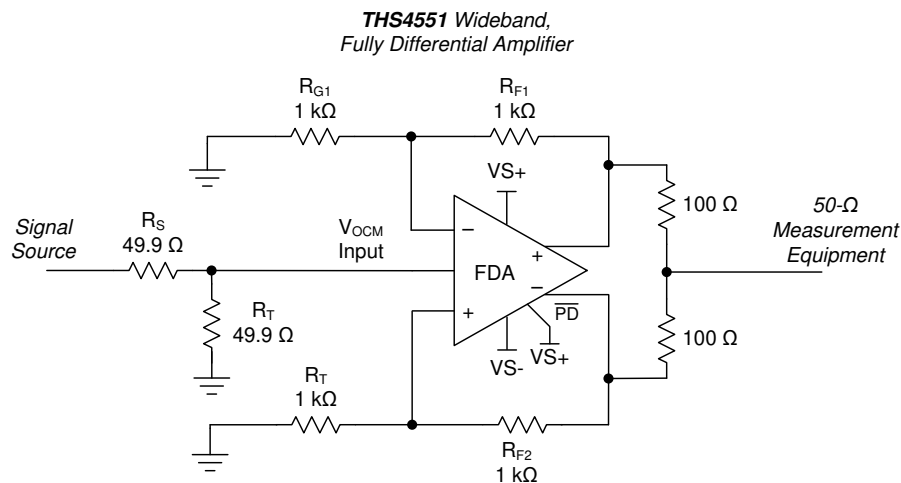 THS4551 Wideband,
Fully Differential Amplifier
RG1
1 kΩ
RF1
1 kΩ
VS+
100 Ω
Signal
Source
RS
49.9 Ω
VOCM
Input
−
+
FDA
−
+
PD
50-Ω
Measurement
Equipment
RT
49.9 Ω
VS-
VS+
100 Ω
RT
1 kΩ
RF2
1 kΩ